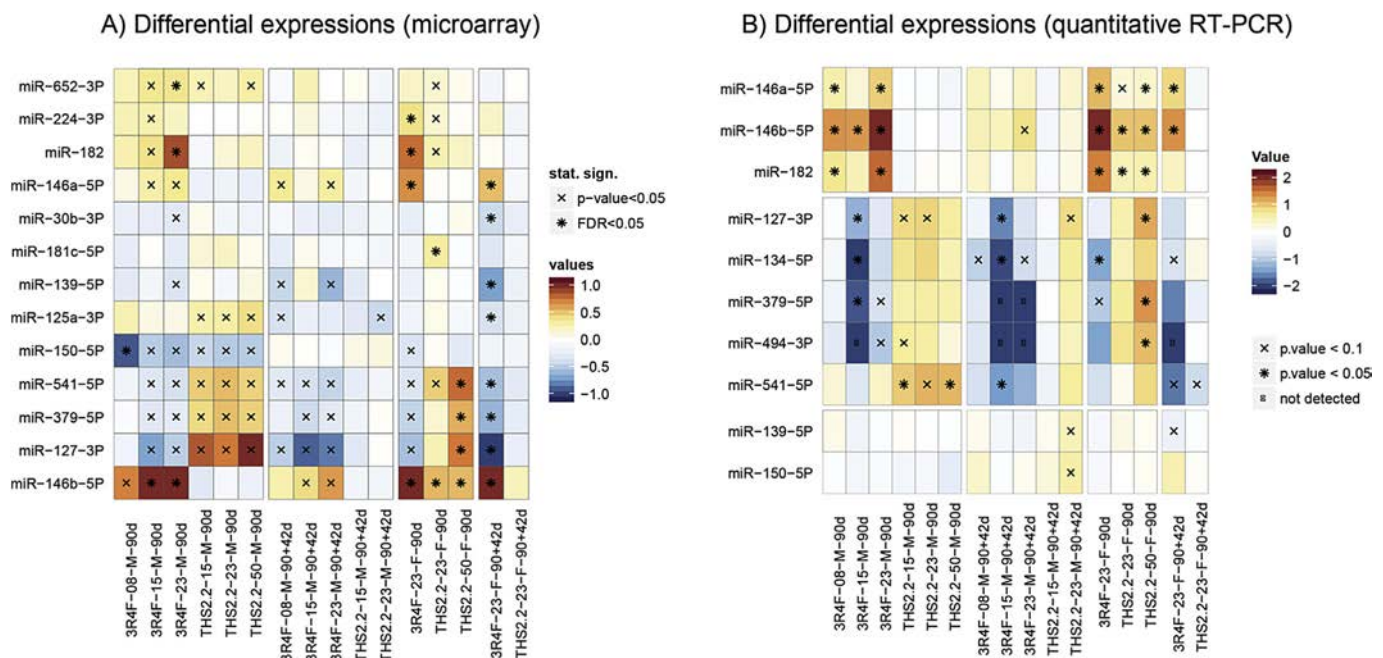 A) Differential expressions (microarray)
miR-652-3P
miR-224-3P
miR-182
miR-146a-5P
miR-30b-3P
miR-181c-5P
miR-139-5P
miR-125a-3P
miR-150-5P
miR-541-5P
miR-379-5P
miR-127-3P
miR-146b-5P
3R4F-08-M-90d
3R4F-15-M-90d
3R4F-23-M-90d
THS2.2-15-M-90d
THS2.2-23-M-90d
THS2.2-50-M-90d
3R4F-08-M-90+42d
3R4F-15-M-90+42d
3R4F-23-M-90+42d
THS2.2-15-M-90+42d
THS2.2-23-M-90+42d
3R4F-23-F-90d
THS2.2-23-F-90d
THS2.2-50-F-90d
3R4F-23-F-90+42d
THS2.2-23-F-90+42d
stat. sign.
× p-value<0.05
* FDR<0.05
values
1.0
0.5
0.0
-0.5
-1.0
B) Differential expressions (quantitative RT-PCR)
miR-146a-5P
miR-146b-5P
miR-182
miR-127-3P
miR-134-5P
miR-379-5P
miR-494-3P
miR-541-5P
miR-139-5P
miR-150-5P
3R4F-08-M-90d
3R4F-15-M-90d
3R4F-23-M-90d
THS2.2-15-M-90d
THS2.2-23-M-90d
THS2.2-50-M-90d
3R4F-08-M-90+42d
3R4F-15-M-90+42d
3R4F-23-M-90+42d
THS2.2-15-M-90+42d
THS2.2-23-M-90+42d
3R4F-23-F-90d
THS2.2-23-F-90d
THS2.2-50-F-90d
3R4F-23-F-90+42d
THS2.2-23-F-90+42d
Value
2
1
0
-1
-2
× p.value < 0.1
* p.value < 0.05
not detected